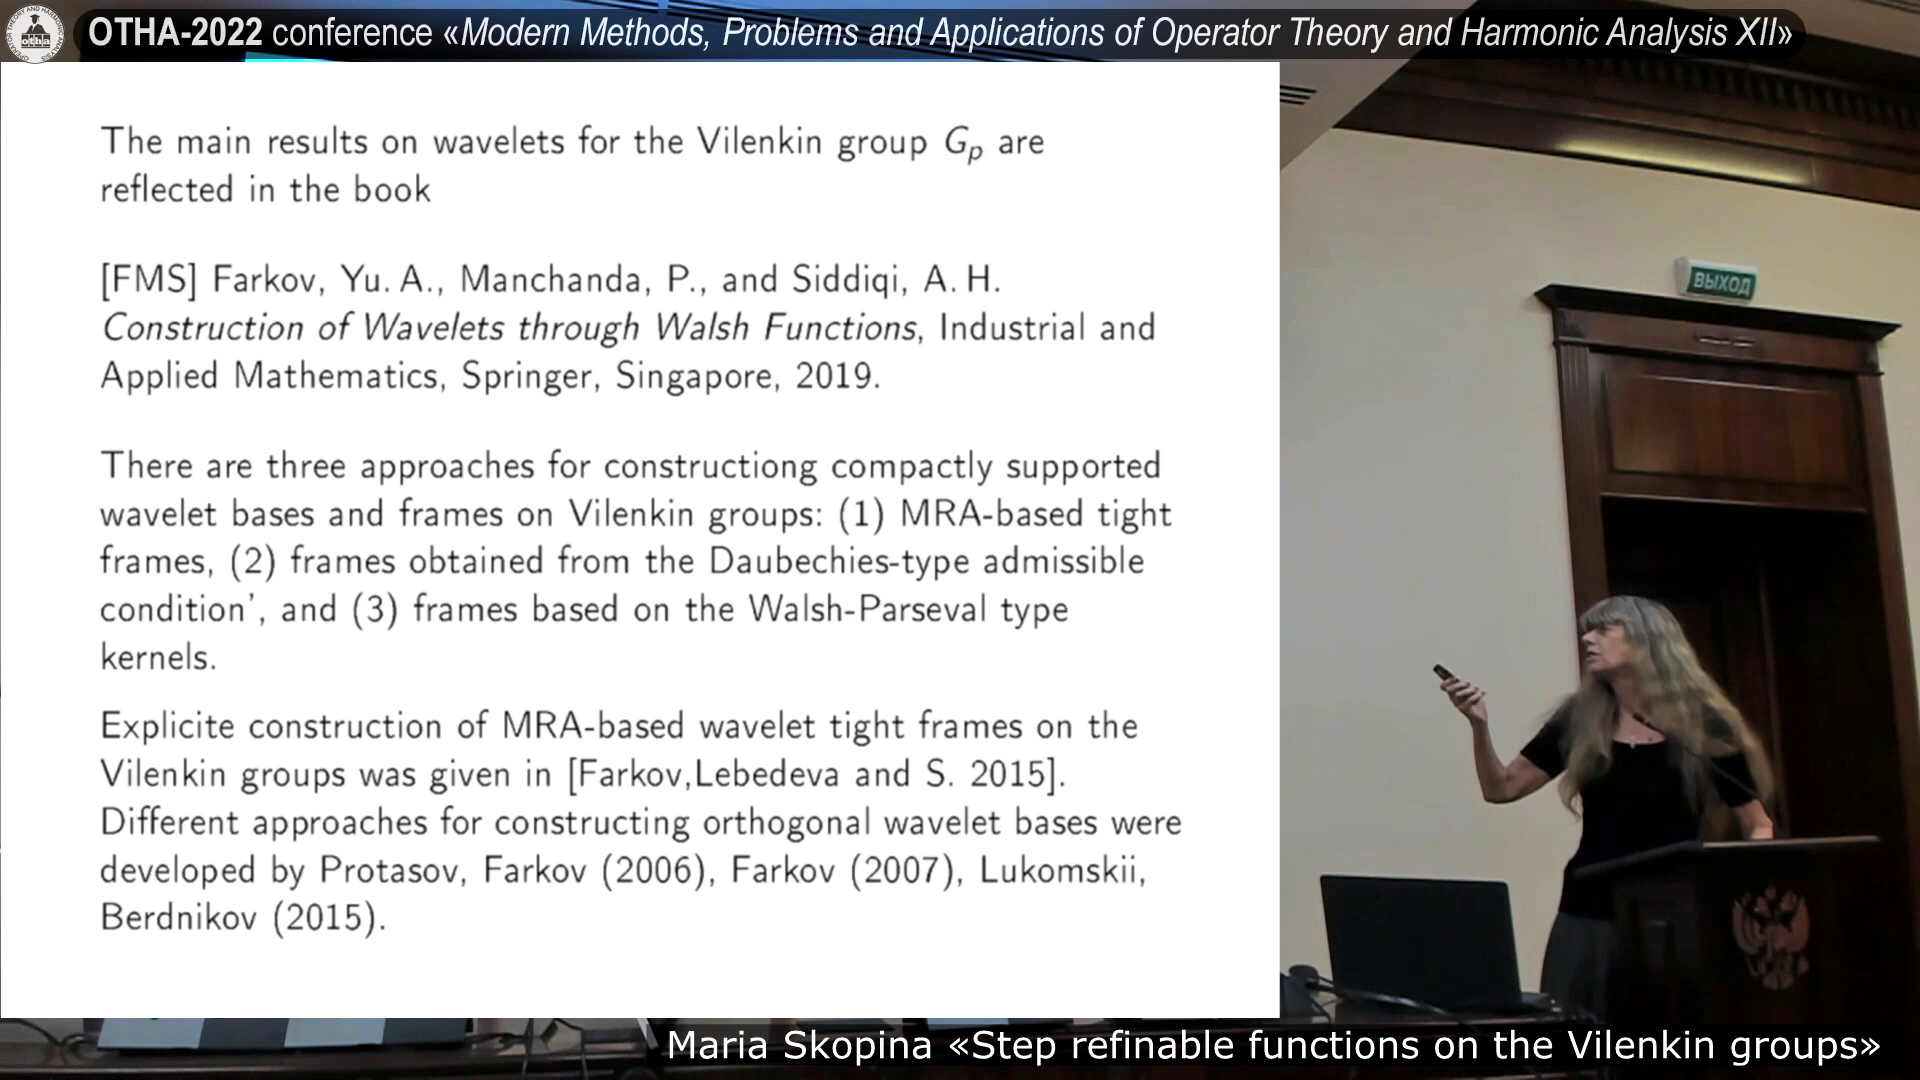 OTHA-2022 conference «Modern Methods, Problems and Applications of Operator Theory and Harmonic Analysis XII»
The main results on wavelets for the Vilenkin group Gp are
reflected in the book
[FMS] Farkov, Yu. A., Manchanda, P., and Siddiqi, A. H.
Construction of Wavelets through Walsh Functions, Industrial and
Applied Mathematics, Springer, Singapore, 2019.
There are three approaches for constructiong compactly supported
wavelet bases and frames on Vilenkin groups: (1) MRA-based tight
frames, (2) frames obtained from the Daubechies-type admissible
condition', and (3) frames based on the Walsh-Parseval type
kernels.
Explicite construction of MRA-based wavelet tight frames on the
Vilenkin groups was given in [Farkov,Lebedeva and S. 2015].
Different approaches for constructing orthogonal wavelet bases were
developed by Protasov, Farkov (2006), Farkov (2007), Lukomskii,
Berdnikov (2015).
ВЫХОД
Maria Skopina «Step refinable functions on the Vilenkin groups»